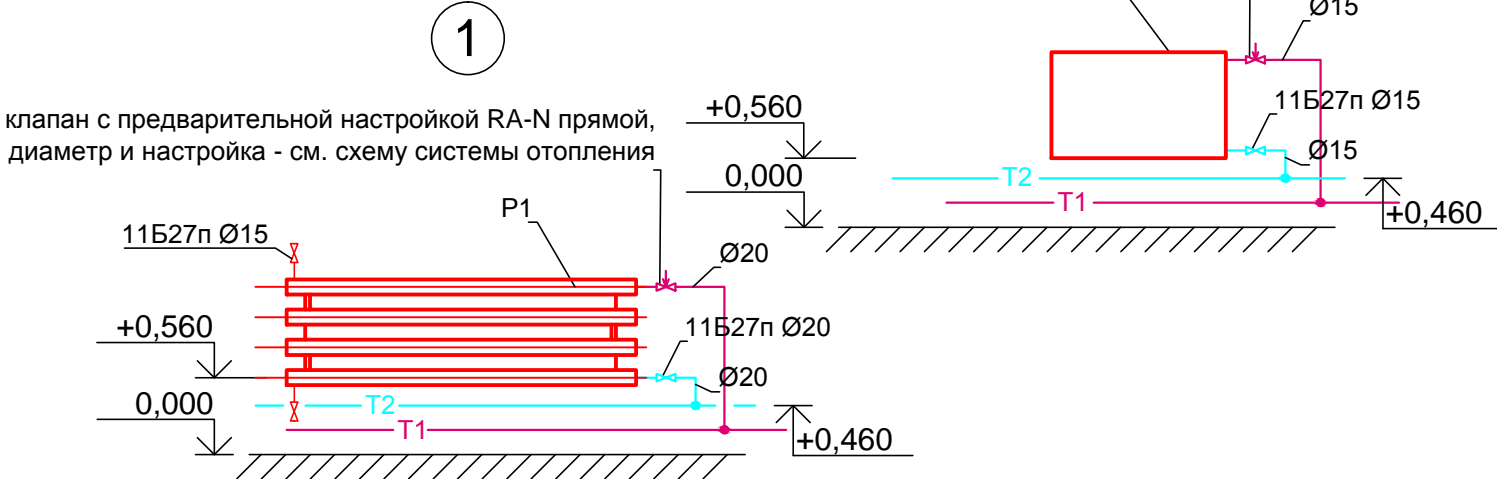 1
клапан с предварительной настройкой RA-N прямой,
диаметр и настройка - см. схему системы отопления
11Б27п Ø15
P1
Ø20
11Б27п Ø20
Ø20
+0,560
0,000
T2
T1
+0,460
Ø15
11Б27п Ø15
Ø15
+0,560
0,000
T2
T1
+0,460